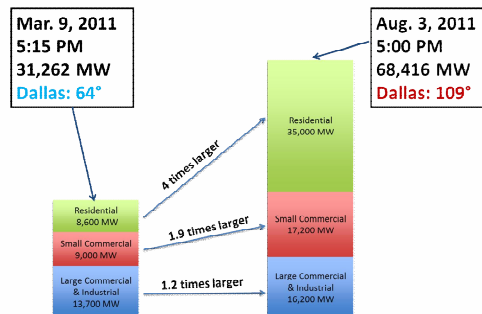 Mar. 9, 2011
5:15 PM
31,262 MW
Dallas: 64°
Aug. 3, 2011
5:00 PM
68,416 MW
Dallas: 109°
Residential
35,000 MW
4 times larger
Residential
8,600 MW
1.9 times larger
Small Commercial
17,200 MW
Small Commercial
9,000 MW
1.2 times larger
Large Commercial
& Industrial
16,200 MW
Large Commercial
& Industrial
13,700 MW